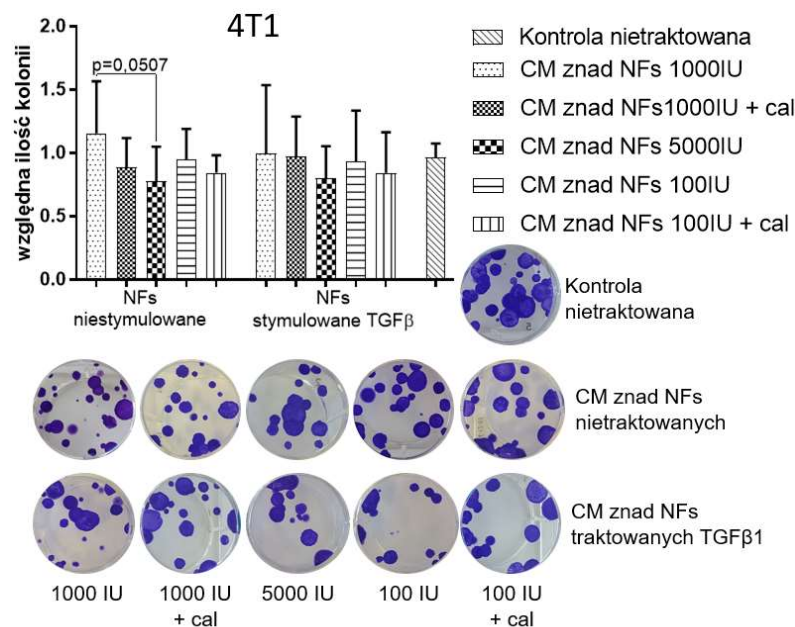 4T1
względna ilość kolonii
2.0
1.5
1.0
0.5
0.0
p=0,0507
NFs
niestymulowane
NFs
stymulowane TGFβ
Kontrola nietraktowana
CM znad NFs 1000IU
CM znad NFs1000IU + cal
CM znad NFs 5000IU
CM znad NFs 100IU
CM znad NFs 100IU + cal
Kontrola
nietraktowana
CM znad NFs
nietraktowanych
CM znad NFs
traktowanych TGFβ1
1000 IU
1000 IU
+ cal
5000 IU
100 IU
100 IU
+ cal